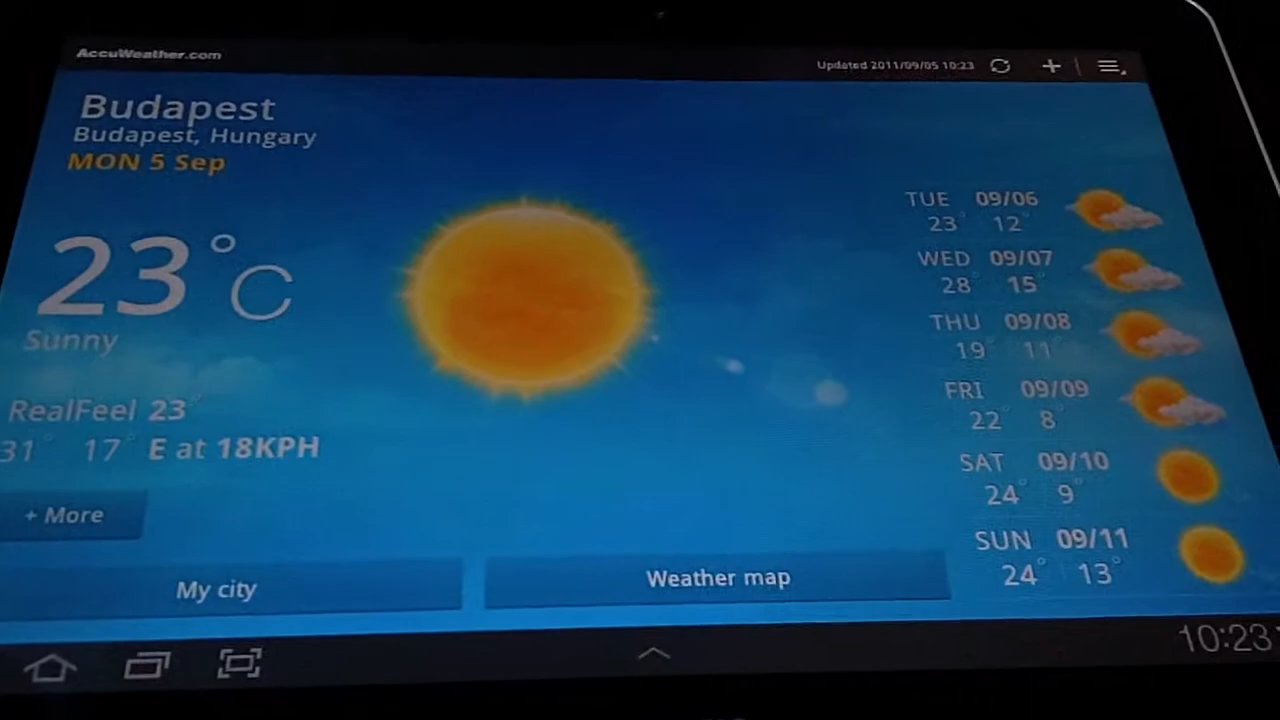 AccuWeather.com
Updated 2011/09/05 10:23
Budapest
Budapest, Hungary
MON 5 Sep
23°C
Sunny
RealFeel 23°
31° 17° E at 18KPH
+ More
My city
Weather map
TUE 09/06
23° 12°
WED 09/07
28° 15°
THU 09/08
19° 11°
FRI 09/09
22° 8°
SAT 09/10
24° 9°
SUN 09/11
24° 13°
10:23